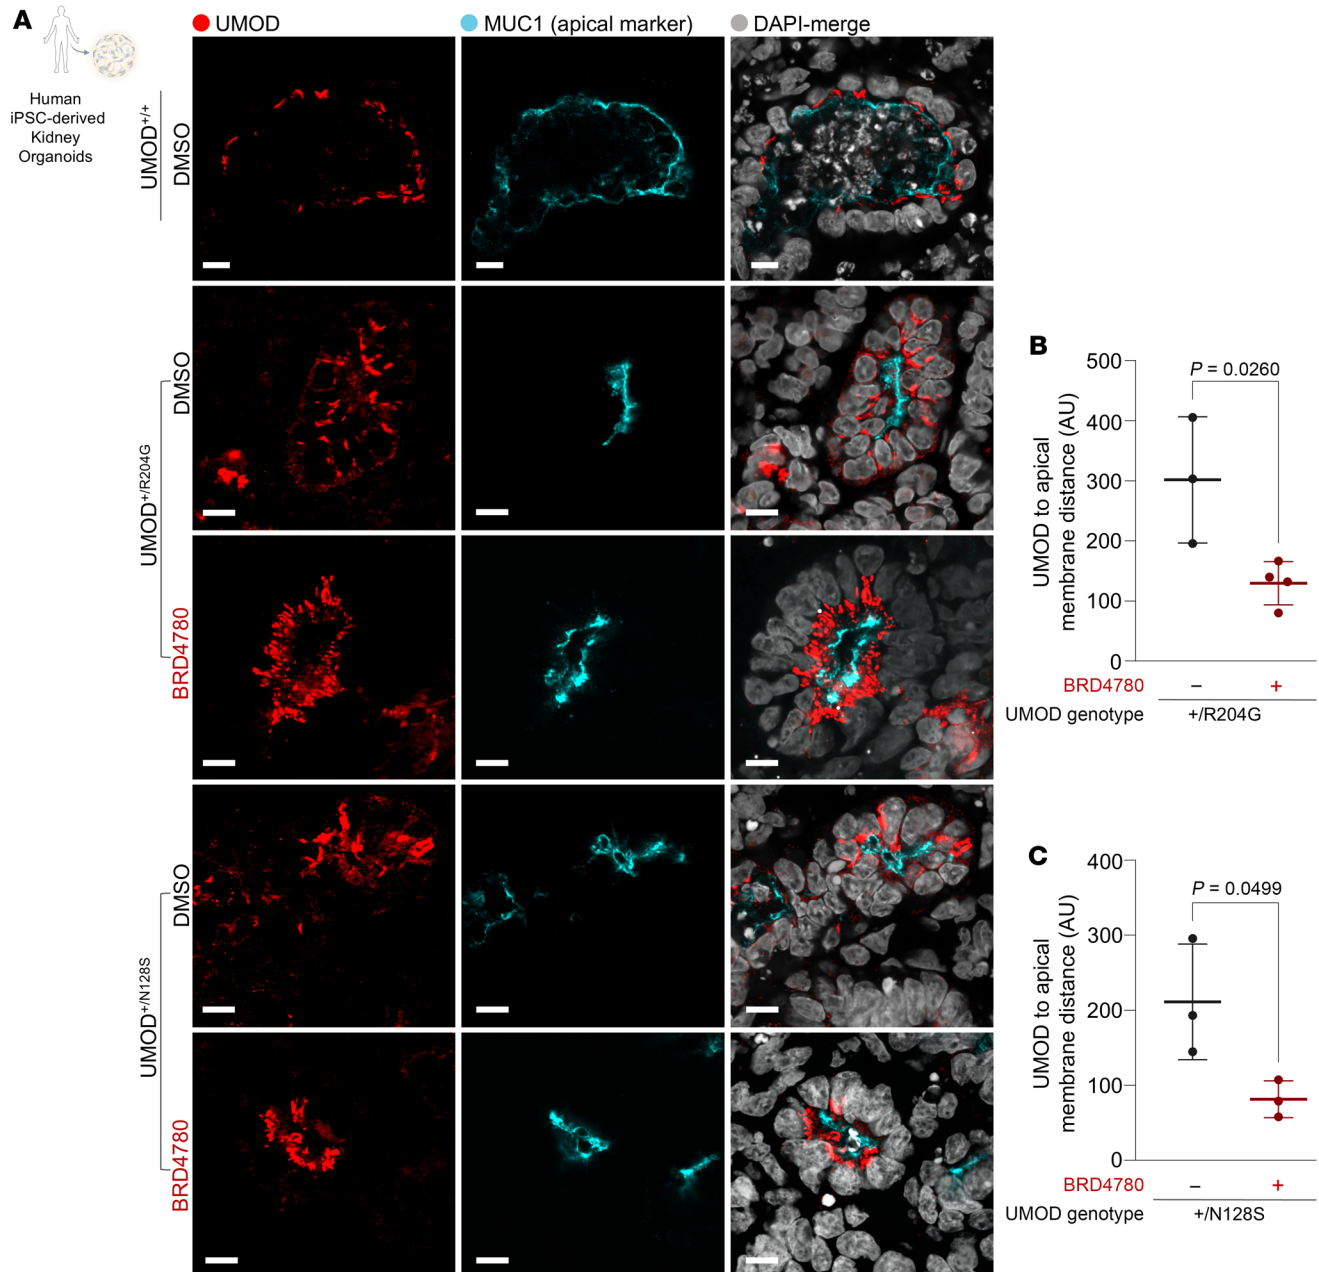 A
Human
iPSC-derived
Kidney
Organoids
UMOD
MUC1 (apical marker)
DAPI-merge
UMOD+/+
DMSO
UMOD+/R204G
DMSO
BRD4780
UMOD+/N128S
DMSO
BRD4780
B
UMOD to apical
membrane distance (AU)
500
400
300
200
100
0
P = 0.0260
BRD4780 − +
UMOD genotype +/R204G
C
UMOD to apical
membrane distance (AU)
400
300
200
100
0
P = 0.0499
BRD4780 − +
UMOD genotype +/N128S